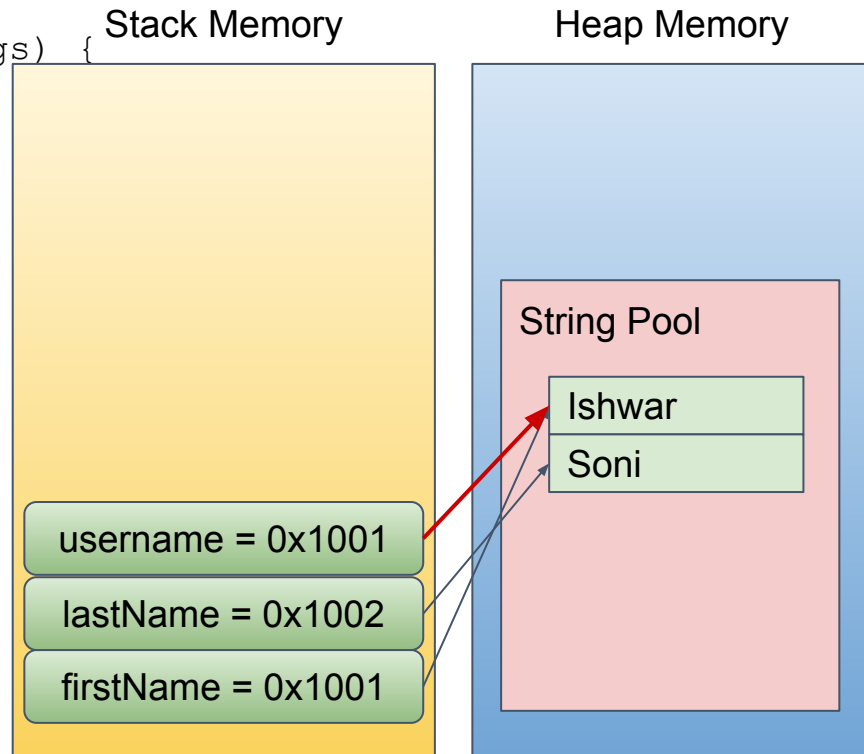 Stack Memory
Heap Memory
gs) {
String Pool
Ishwar
Soni
username = 0x1001
lastName = 0x1002
firstName = 0x1001